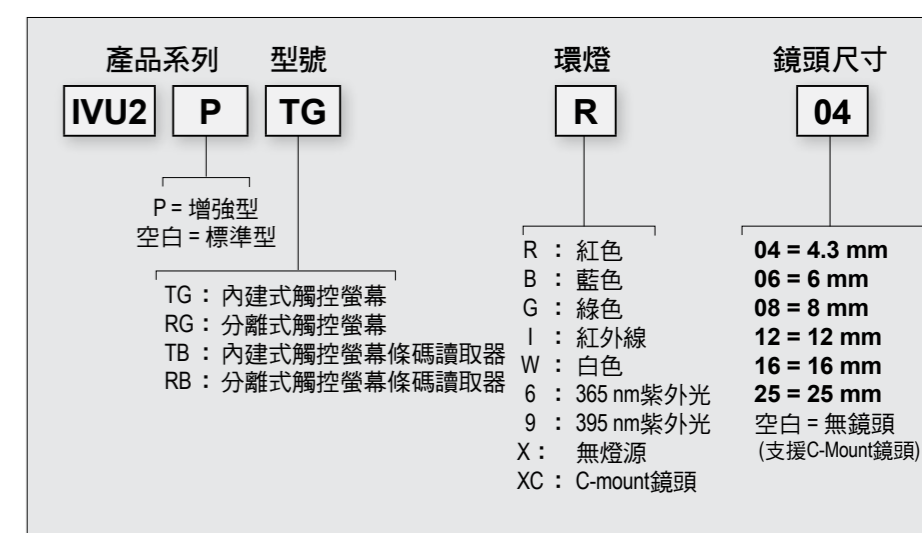 產品系列 型號 環燈 鏡頭尺寸
IVU2 P TG R 04
P = 增強型
空白 = 標準型
TG：內建式觸控螢幕
RG：分離式觸控螢幕
TB：內建式觸控螢幕條碼讀取器
RB：分離式觸控螢幕條碼讀取器
R：紅色
B：藍色
G：綠色
I：紅外線
W：白色
6：365 nm紫外光
9：395 nm紫外光
X：無燈源
XC：C-mount鏡頭
04 = 4.3 mm
06 = 6 mm
08 = 8 mm
12 = 12 mm
16 = 16 mm
25 = 25 mm
空白 = 無鏡頭
(支援C-Mount鏡頭)